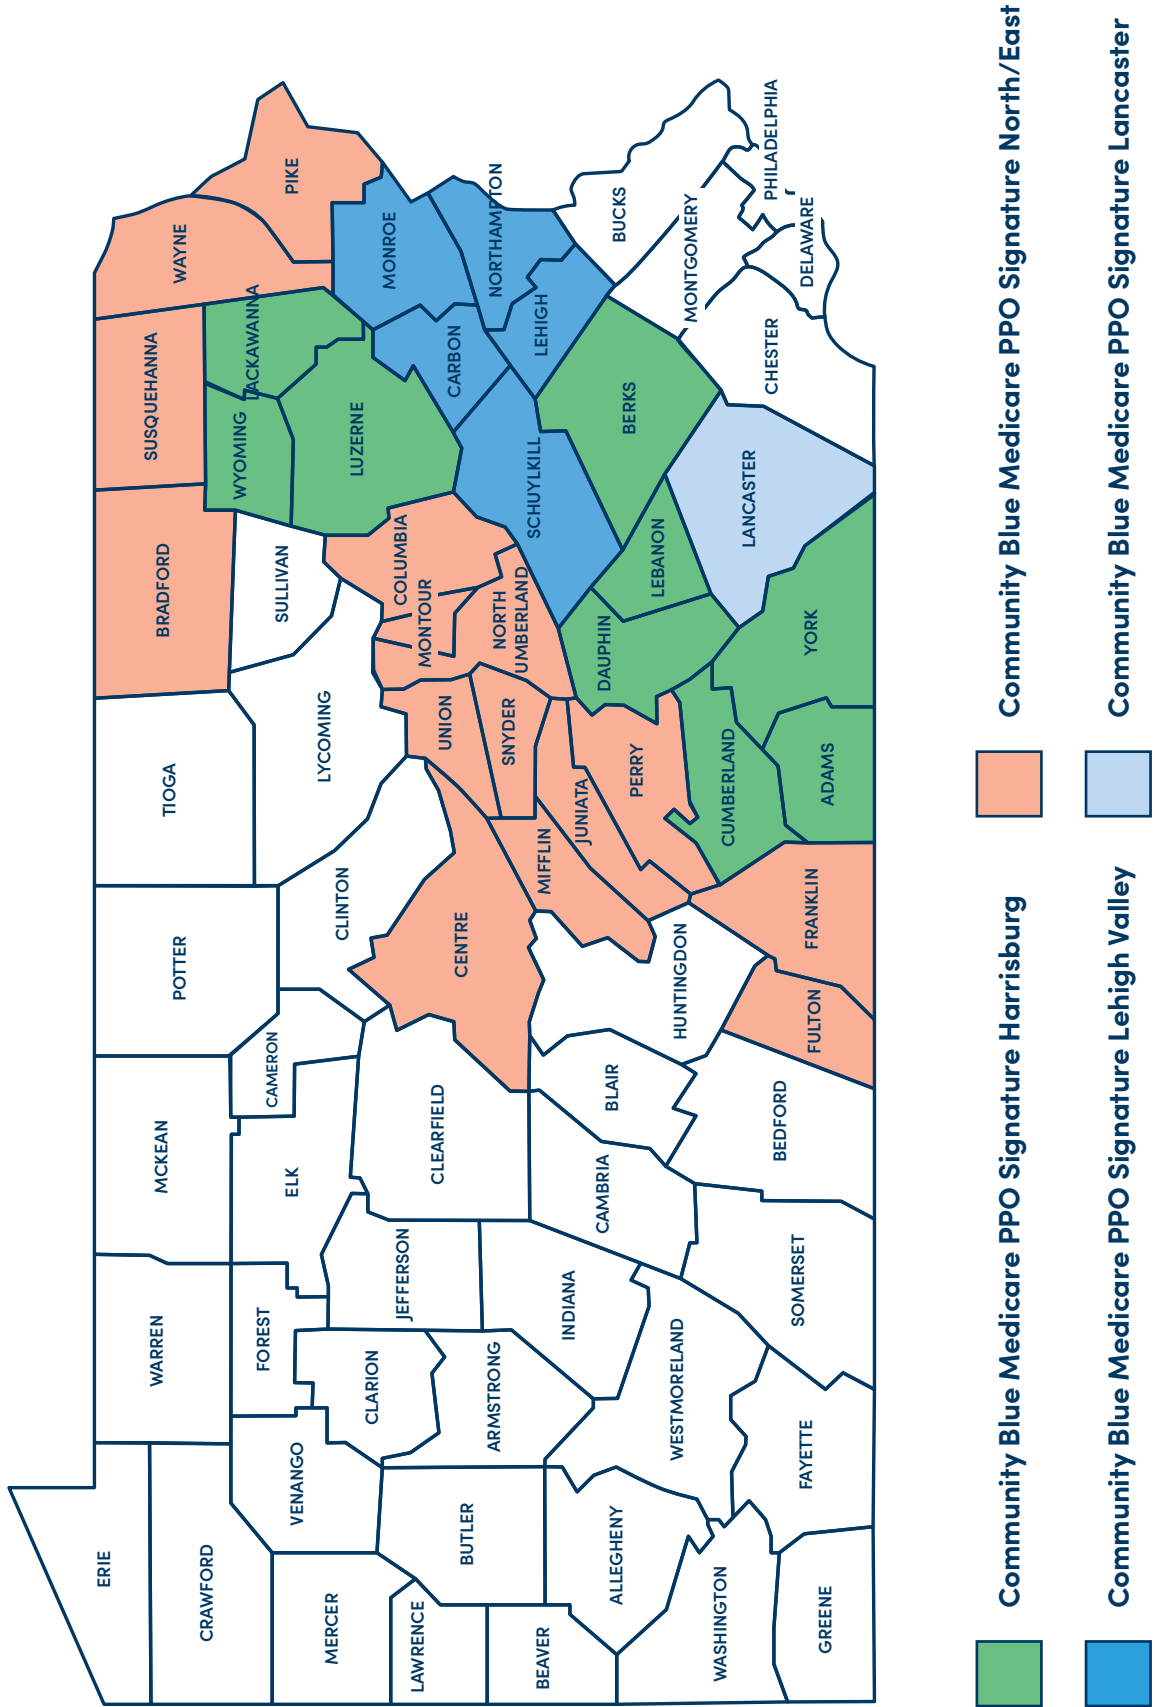 ERIE
CRAWFORD
WARREN
MCKEAN
POTTER
TIOGA
BRADFORD
SUSQUEHANNA
WAYNE
PIKE
MERCER
VENANGO
FOREST
ELK
CAMERON
CLINTON
LYCOMING
SULLIVAN
WYOMING
LACKAWANNA
LUZERNE
MONROE
LAWRENCE
BUTLER
CLARION
JEFFERSON
CLEARFIELD
CENTRE
UNION
MONTOUR
COLUMBIA
CARBON
NORTHAMPTON
BEAVER
ARMSTRONG
INDIANA
MIFFLIN
SNYDER
NORTH
UMBERLAND
SCHUYLKILL
LEHIGH
ALLEGHENY
WESTMORELAND
CAMBRIA
BLAIR
HUNTINGDON
JUNIATA
PERRY
DAUPHIN
LEBANON
BERKS
BUCKS
MONTGOMERY
WASHINGTON
GREENE
FAYETTE
SOMERSET
BEDFORD
FULTON
FRANKLIN
CUMBERLAND
ADAMS
YORK
LANCASTER
CHESTER
DELAWARE
PHILADELPHIA
Community Blue Medicare PPO Signature Harrisburg
Community Blue Medicare PPO Signature North/East
Community Blue Medicare PPO Signature Lehigh Valley
Community Blue Medicare PPO Signature Lancaster